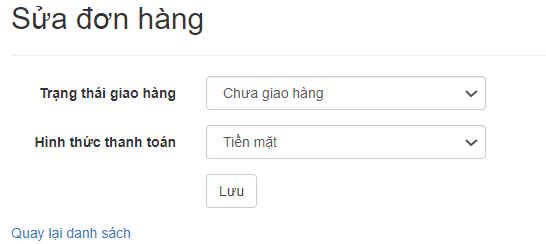 Sửa đơn hàng
Trạng thái giao hàng
Chưa giao hàng
Hình thức thanh toán
Tiền mặt
Lưu
Quay lại danh sách